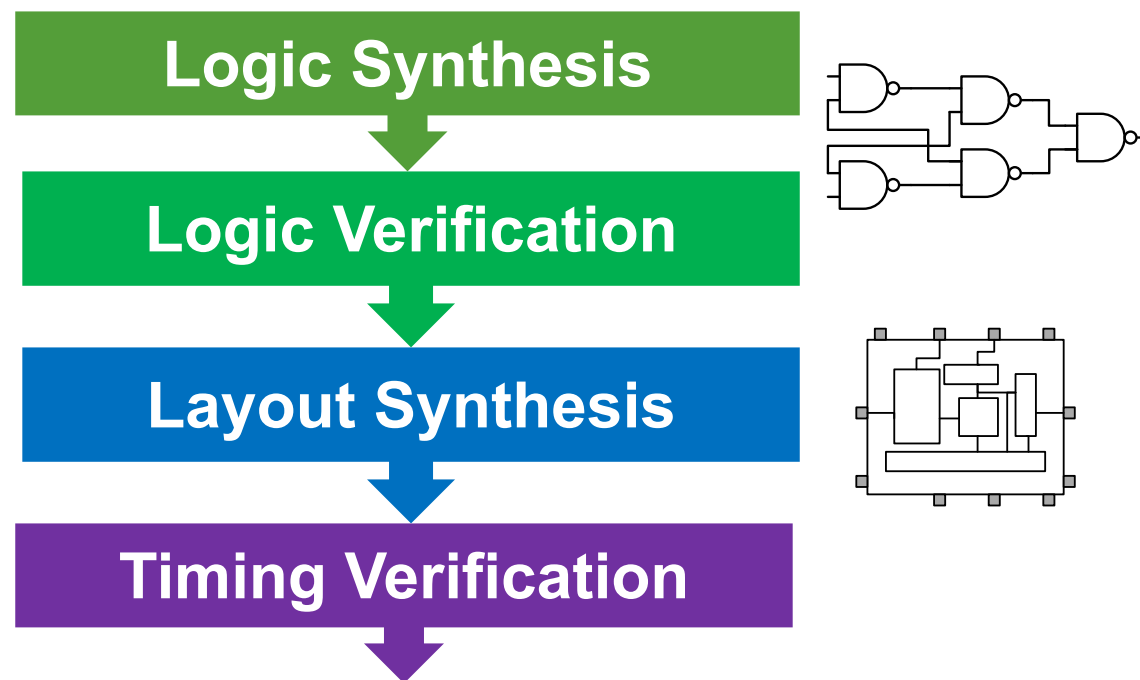 Logic Synthesis
Logic Verification
Layout Synthesis
Timing Verification